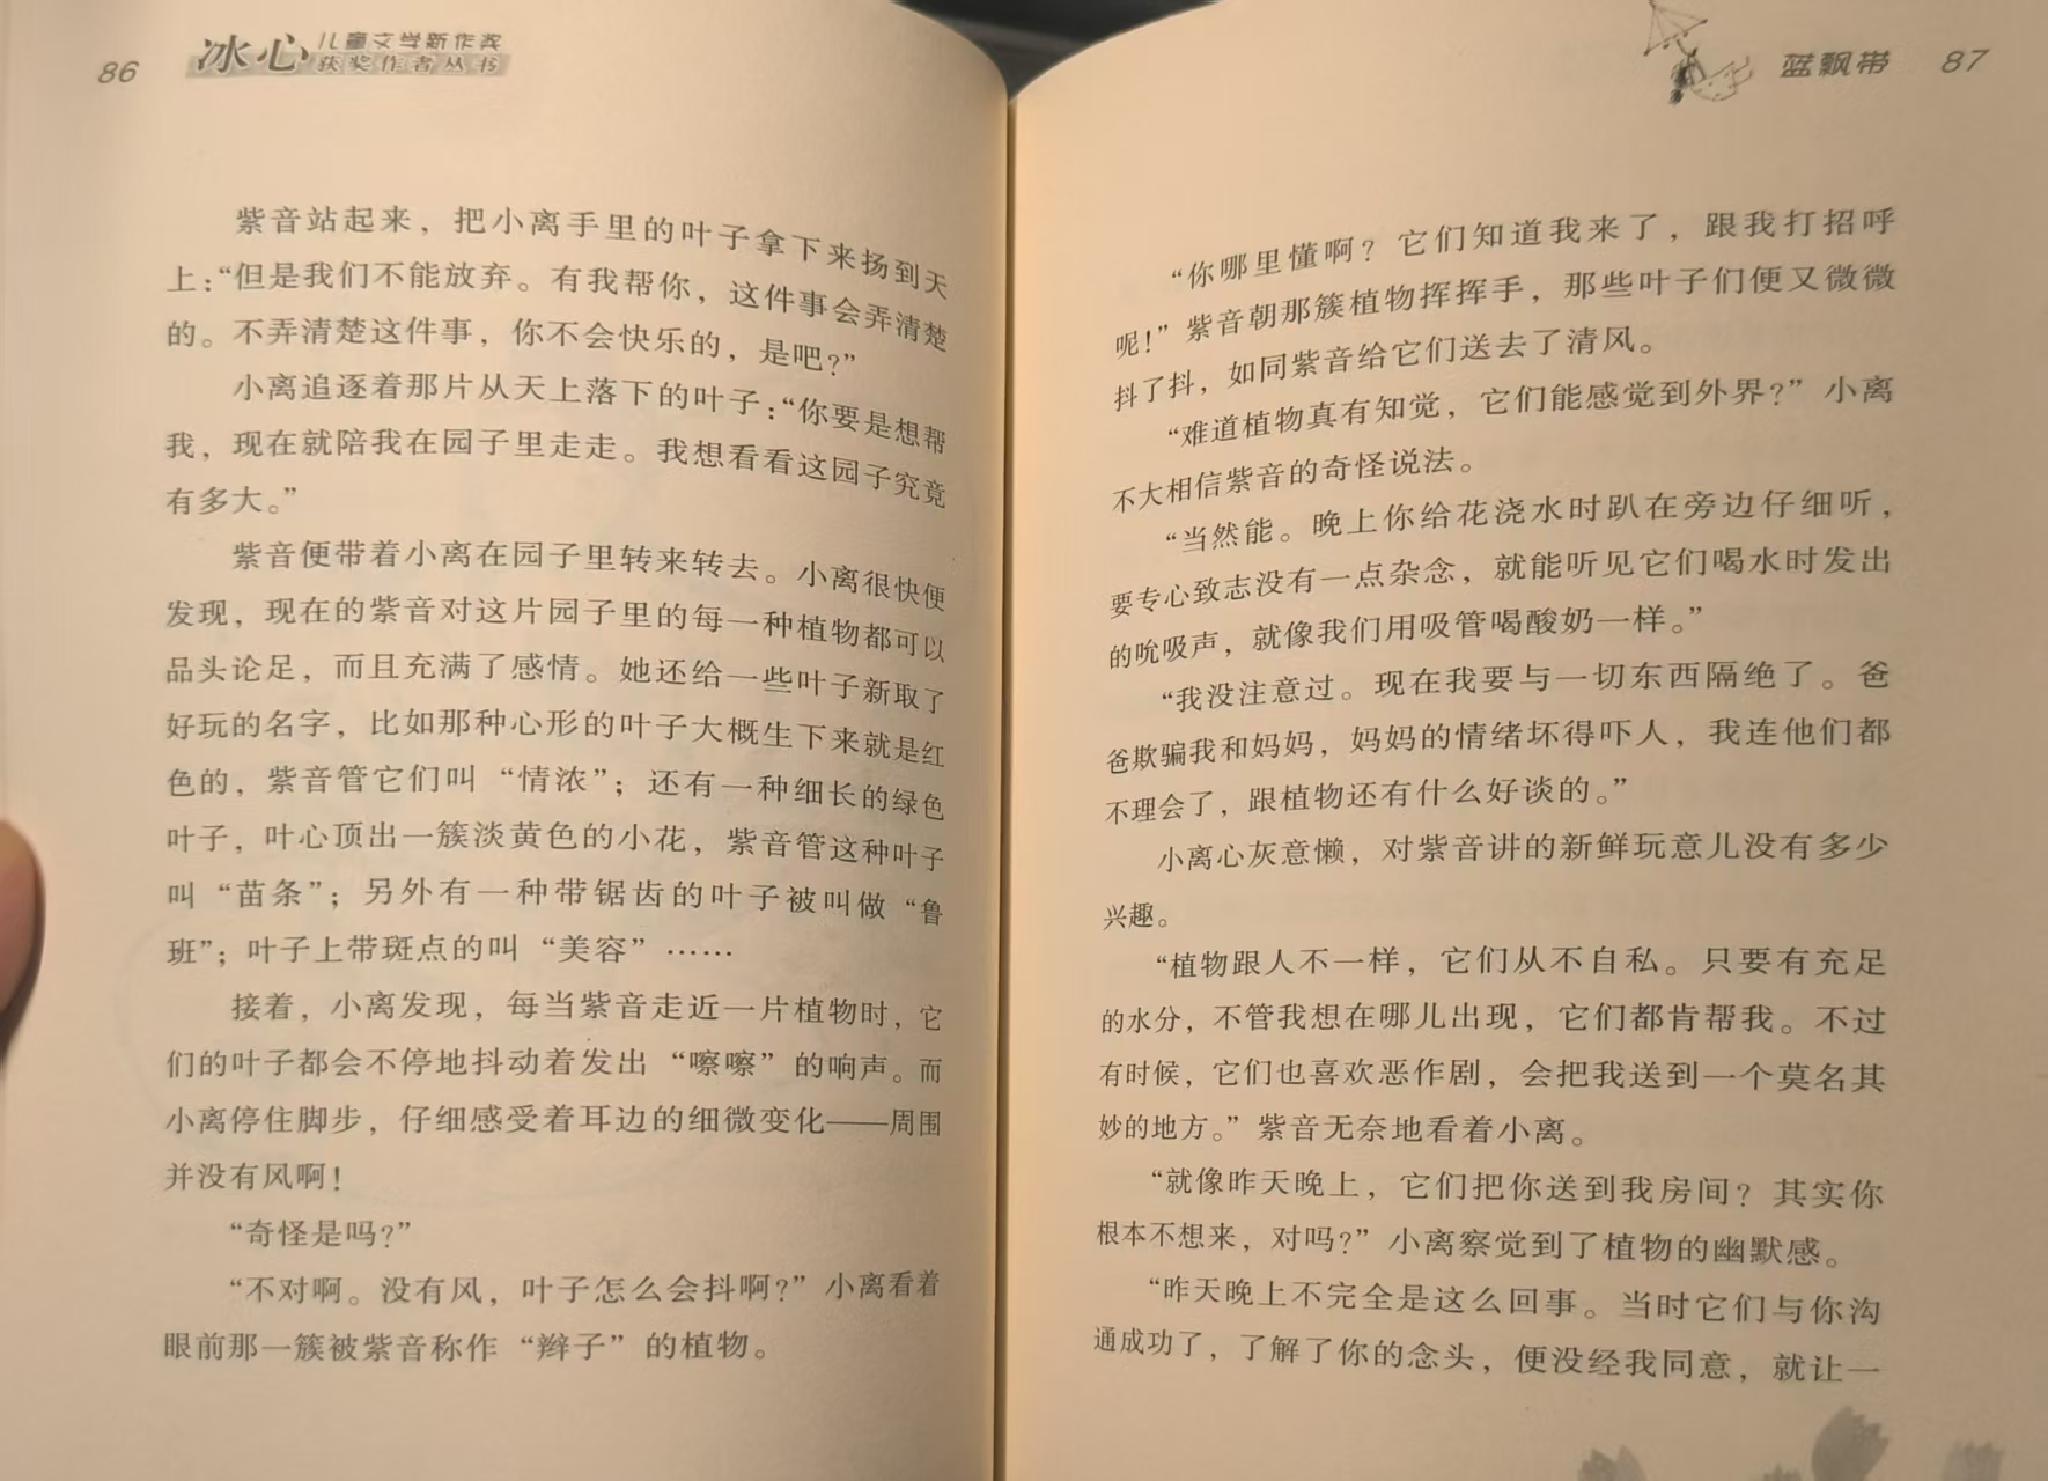 86
冰心 儿童文学新作奖
获奖作者丛书
紫音站起来，把小离手里的叶子拿下来扬到天
上：“但是我们不能放弃。有我帮你，这件事会弄清楚
的。不弄清楚这件事，你不会快乐的，是吧？”
小离追逐着那片从天上落下的叶子：“你要是想帮
我，现在就陪我在园子里走走。我想看看这园子究竟
有多大。”
紫音便带着小离在园子里转来转去。小离很快便
发现，现在的紫音对这片园子里的每一种植物都可以
品头论足，而且充满了感情。她还给一些叶子新取了
好玩的名字，比如那种心形的叶子大概生下来就是红
色的，紫音管它们叫“情浓”；还有一种细长的绿色
叶子，叶心顶出一簇淡黄色的小花，紫音管这种叶子
叫“苗条”；另外有一种带锯齿的叶子被叫做“鲁
班”；叶子上带斑点的叫“美容”……
接着，小离发现，每当紫音走近一片植物时，它
们的叶子都会不停地抖动着发出“嚓嚓”的响声。而
小离停住脚步，仔细感受着耳边的细微变化——周围
并没有风啊！
“奇怪是吗？”
“不对啊。没有风，叶子怎么会抖啊？”小离看着
眼前那一簇被紫音称作“辫子”的植物。
蓝飘带 87
“你哪里懂啊？它们知道我来了，跟我打招呼
呢！”紫音朝那簇植物挥挥手，那些叶子们便又微微
抖了抖，如同紫音给它们送去了清风。
“难道植物真有知觉，它们能感觉到外界？”小离
不大相信紫音的奇怪说法。
“当然能。晚上你给花浇水时趴在旁边仔细听，
要专心致志没有一点杂念，就能听见它们喝水时发出
的吮吸声，就像我们用吸管喝酸奶一样。”
“我没注意过。现在我要与一切东西隔绝了。爸
爸欺骗我和妈妈，妈妈的情绪坏得吓人，我连他们都
不理会了，跟植物还有什么好谈的。”
小离心灰意懒，对紫音讲的新鲜玩意儿没有多少
兴趣。
“植物跟人不一样，它们从不自私。只要有充足
的水分，不管我想在哪儿出现，它们都肯帮我。不过
有时候，它们也喜欢恶作剧，会把我送到一个莫名其
妙的地方。”紫音无奈地看着小离。
“就像昨天晚上，它们把你送到我房间？其实你
根本不想来，对吗？”小离察觉到了植物的幽默感。
“昨天晚上不完全是这么回事。当时它们与你沟
通成功了，了解了你的念头，便没经我同意，就让一